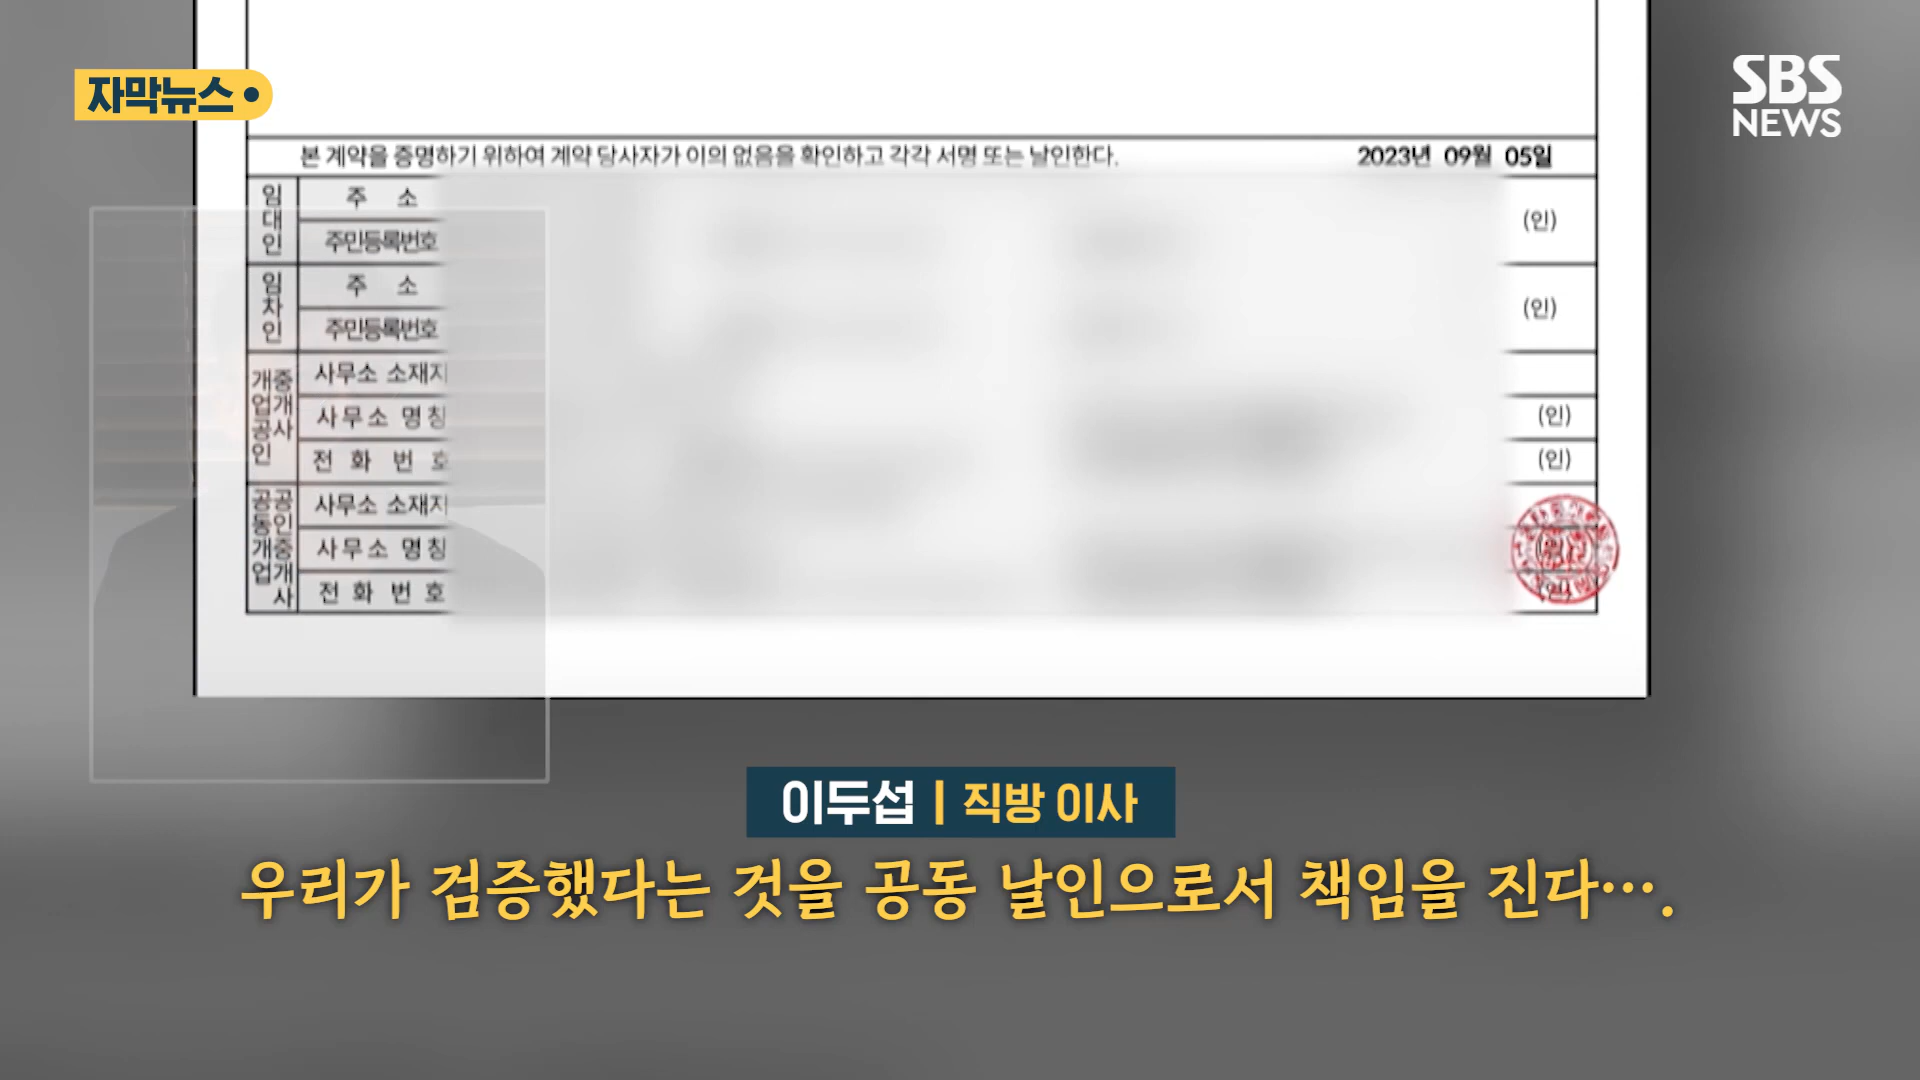 자막뉴스
SBS
NEWS
본 계약을 증명하기 위하여 계약 당사자가 이의 없음을 확인하고 각각 서명 또는 날인한다. 2023년 09월 05일
임대인
주 소
주민등록번호
(인)
임차인
주 소
주민등록번호
(인)
개업공인중개사
사무소 소재지
사무소 명칭 (인)
전 화 번 호 (인)
공동개업공인중개사
사무소 소재지
사무소 명칭
전 화 번 호 (인)
이두섭 | 직방 이사
우리가 검증했다는 것을 공동 날인으로서 책임을 진다….